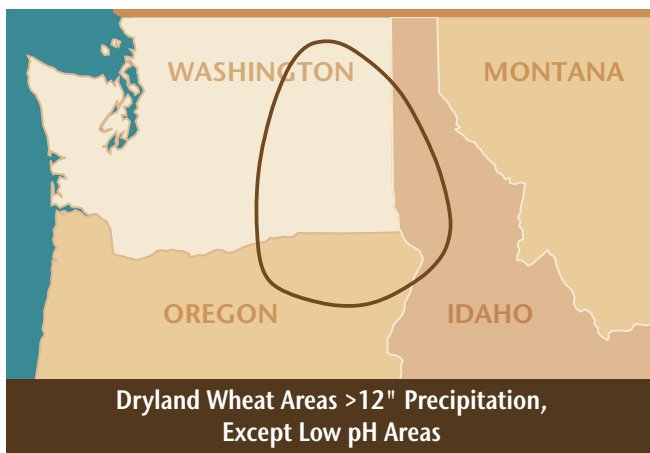 WASHINGTON
MONTANA
OREGON
IDAHO
Dryland Wheat Areas >12" Precipitation,
Except Low pH Areas